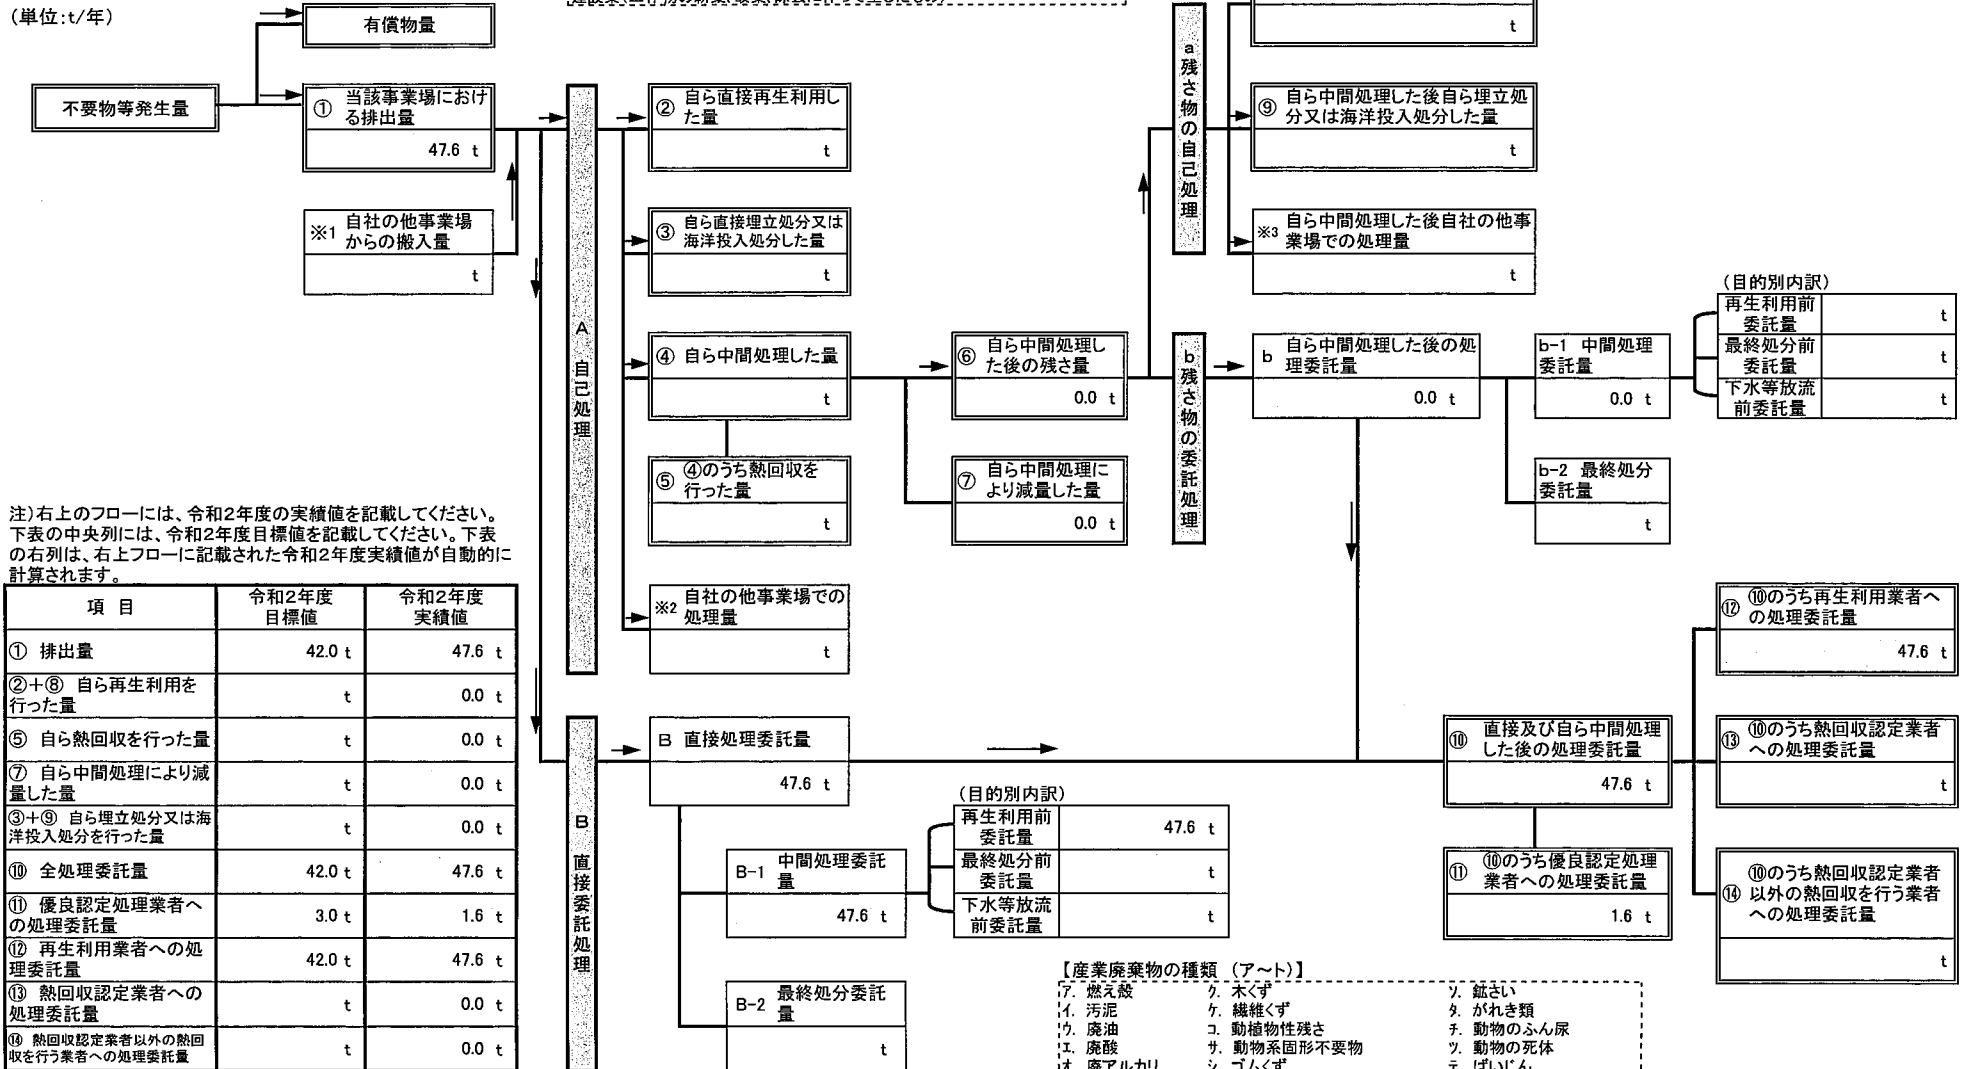 (単位:t/年)
有償物量
不要物等発生量
① 当該事業場におけ
る排出量
47.6 t
※1 自社の他事業場
からの搬入量
t
A 自己処理
② 自ら直接再生利用し
た量
t
③ 自ら直接埋立処分又は
海洋投入処分した量
t
④ 自ら中間処理した量
t
⑤ ④のうち熱回収を
行った量
t
※2 自社の他事業場での
処理量
t
⑥ 自ら中間処理し
た後の残さ量
0.0 t
⑦ 自ら中間処理に
より減量した量
0.0 t
a 残さ物の自己処理
t
⑨ 自ら中間処理した後自ら埋立処
分又は海洋投入処分した量
t
※3 自ら中間処理した後自社の他事
業場での処理量
t
b 残さ物の委託処理
b 自ら中間処理した後の処
理委託量
0.0 t
b-1 中間処理
委託量
0.0 t
(目的別内訳)
再生利用前
委託量
t
最終処分前
委託量
t
下水等放流
前委託量
t
b-2 最終処分
委託量
t
注)右上のフローには、令和2年度の実績値を記載してください。
下表の中央列には、令和2年度目標値を記載してください。下表
の右列は、右上フローに記載された令和2年度実績値が自動的に
計算されます。
項 目 令和2年度
目標値 令和2年度
実績値
① 排出量 42.0 t 47.6 t
②+⑧ 自ら再生利用を
行った量 t 0.0 t
⑤ 自ら熱回収を行った量 t 0.0 t
⑦ 自ら中間処理により減
量した量 t 0.0 t
③+⑨ 自ら埋立処分又は海
洋投入処分を行った量 t 0.0 t
⑩ 全処理委託量 42.0 t 47.6 t
⑪ 優良認定処理業者へ
の処理委託量 3.0 t 1.6 t
⑫ 再生利用業者への処
理委託量 42.0 t 47.6 t
⑬ 熱回収認定業者への
処理委託量 t 0.0 t
⑭ 熱回収認定業者以外の熱回
収を行う業者への処理委託量 t 0.0 t
B 直接委託処理
B 直接処理委託量
47.6 t
B-1 中間処理委託
量
47.6 t
(目的別内訳)
再生利用前
委託量
47.6 t
最終処分前
委託量
t
下水等放流
前委託量
t
B-2 最終処分委託
量
t
⑩ 直接及び自ら中間処理
した後の処理委託量
47.6 t
⑪ ⑩のうち優良認定処理
業者への処理委託量
1.6 t
⑫ ⑩のうち再生利用業者へ
の処理委託量
47.6 t
⑬ ⑩のうち熱回収認定業者
への処理委託量
t
⑭ ⑩のうち熱回収認定業者
以外の熱回収を行う業者
への処理委託量
t
【産業廃棄物の種類 (ア~ト)】
ア. 燃え殻 ク. 木くず ソ. 鉱さい
イ. 汚泥 ケ. 繊維くず タ. がれき類
ウ. 廃油 コ. 動植物性残さ チ. 動物のふん尿
エ. 廃酸 サ. 動物系固形不要物 ツ. 動物の死体
オ. 廃アルカリ シ. ゴムくず テ. ばいじん